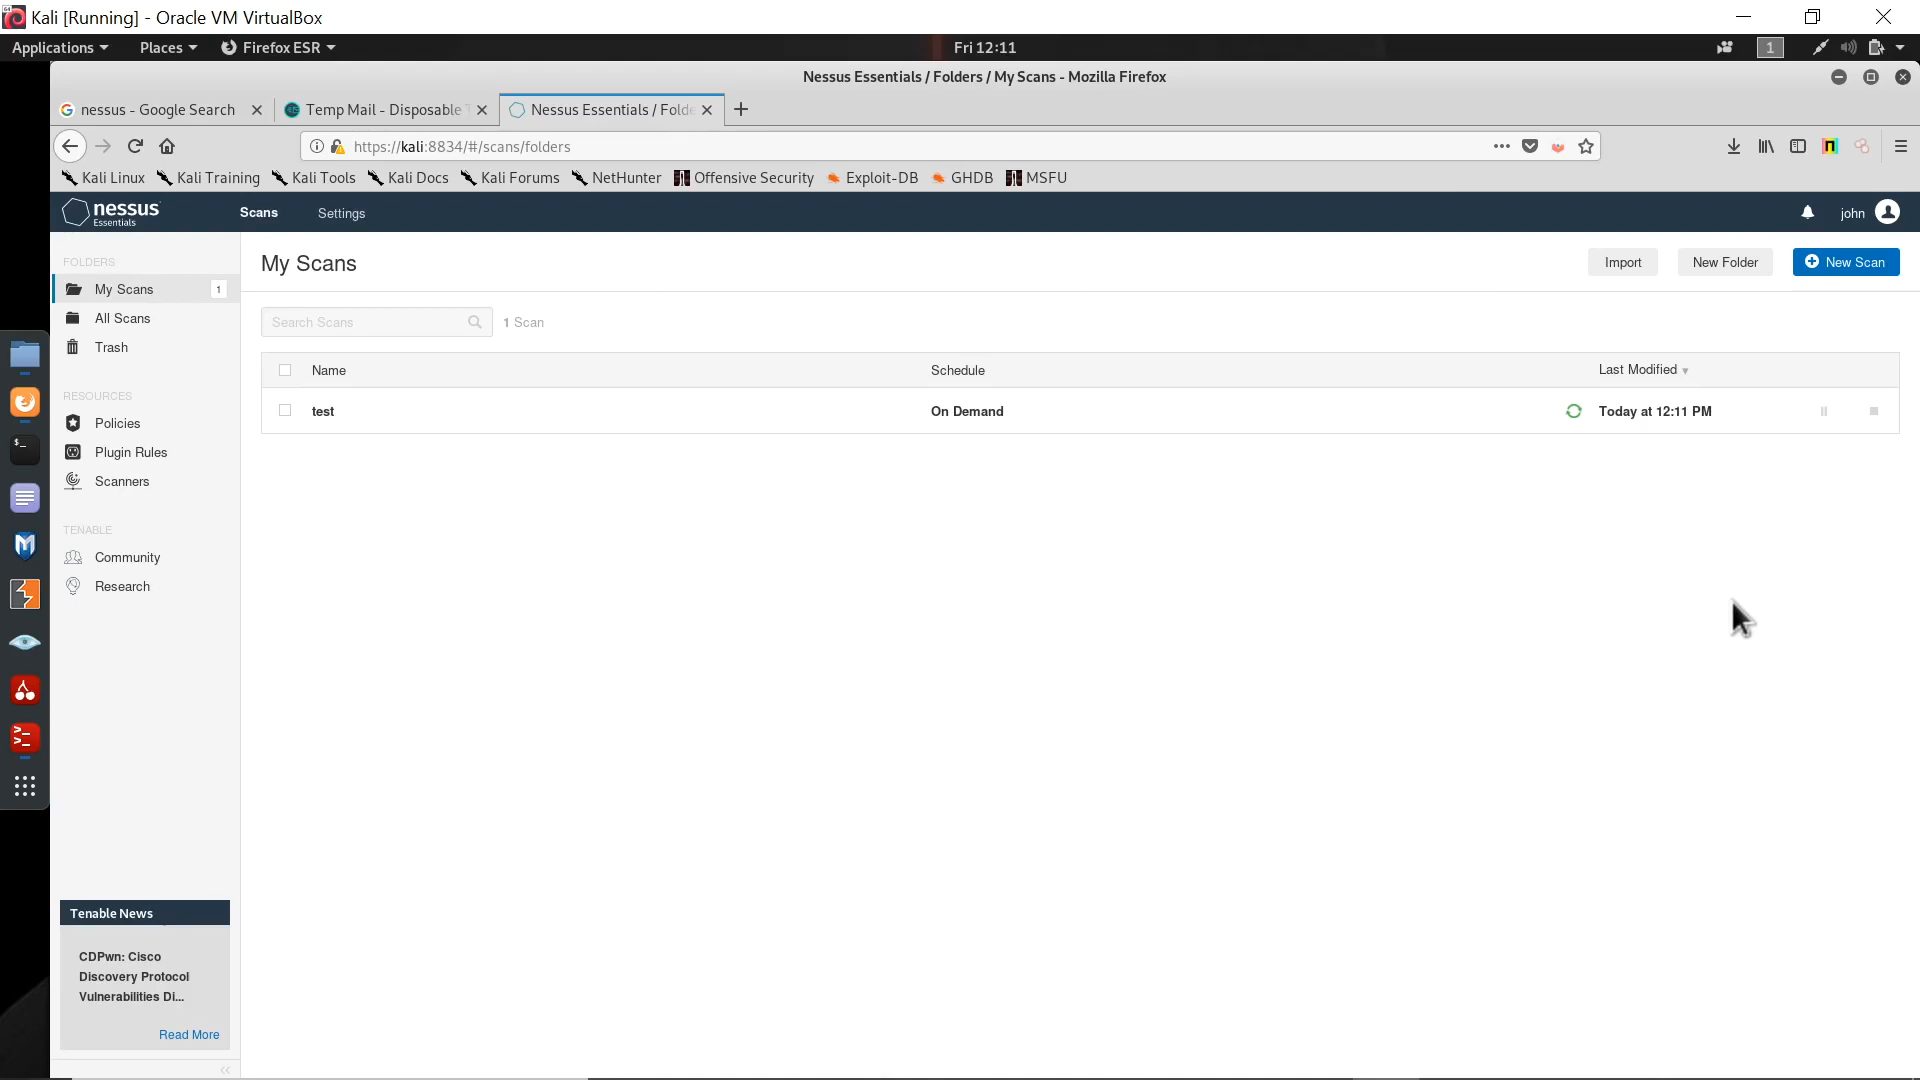 Kali [Running] - Oracle VM VirtualBox
Applications Places Firefox ESR Fri 12:11 1
Nessus Essentials / Folders / My Scans - Mozilla Firefox
nessus - Google Search Temp Mail - Disposable Nessus Essentials / Folde
https://kali:8834/#/scans/folders
Kali Linux Kali Training Kali Tools Kali Docs Kali Forums NetHunter Offensive Security Exploit-DB GHDB MSFU
nessus Essentials Scans Settings john
FOLDERS
My Scans 1
All Scans
Trash
RESOURCES
Policies
Plugin Rules
Scanners
TENABLE
Community
Research
Tenable News
CDPwn: Cisco
Discovery Protocol
Vulnerabilities Di...
Read More
My Scans Import New Folder New Scan
Search Scans 1 Scan
Name Schedule Last Modified
test On Demand Today at 12:11 PM